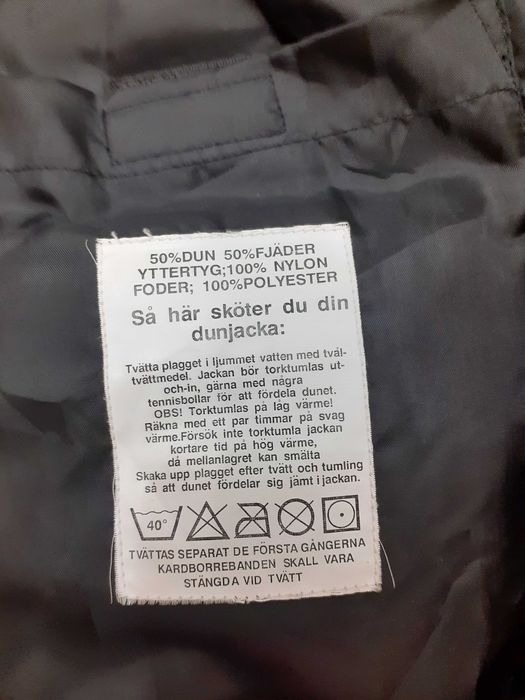 50%DUN 50%FJÄDER
YTTERTYG;100% NYLON
FODER; 100%POLYESTER
Så här sköter du din
dunjacka:
Tvätta plagget i ljummet vatten med tvål-
tvättmedel. Jackan bör torktumlas ut-
och-in, gärna med några
tennisbollar för att fördela dunet.
OBS! Torktumlas på låg värme!
Räkna med ett par timmar på svag
värme.Försök inte torktumla jackan
kortare tid på hög värme,
då mellanlagret kan smälta
Skaka upp plagget efter tvätt och tumling
så att dunet fördelar sig jämt i jackan.
40°
TVÄTTAS SEPARAT DE FÖRSTA GÅNGERNA
KARDBORREBANDEN SKALL VARA
STÄNGDA VID TVÄTT